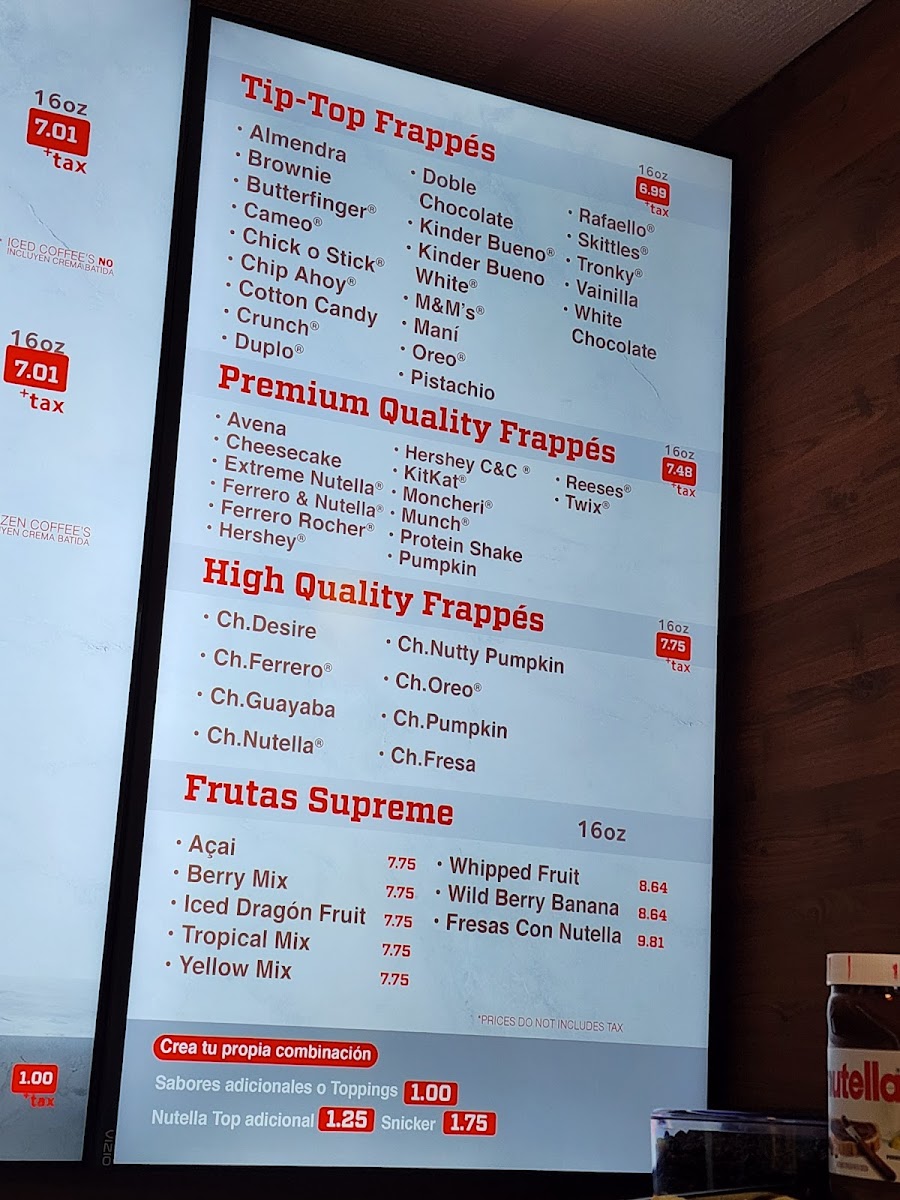 16oz
7.01
+tax
ICED COFFEE'S NO
INCLUYEN CREMA BATIDA
16oz
7.01
+tax
ZEN COFFEE'S
YEN CREMA BATIDA
1.00
+tax
Tip-Top Frappés
16oz
6.99
+tax
• Almendra
• Brownie
• Butterfinger®
• Cameo®
• Chick o Stick®
• Chip Ahoy®
• Cotton Candy
• Crunch®
• Duplo®
• Doble
Chocolate
• Kinder Bueno®
• Kinder Bueno
White®
• M&M's®
• Maní
• Oreo®
• Pistachio
• Rafaello®
• Skittles®
• Tronky®
• Vainilla
• White
Chocolate
Premium Quality Frappés
16oz
7.48
+tax
• Avena
• Cheesecake
• Extreme Nutella®
• Ferrero & Nutella®
• Ferrero Rocher®
• Hershey®
• Hershey C&C ®
• KitKat®
• Moncheri®
• Munch®
• Protein Shake
• Pumpkin
• Reeses®
• Twix®
High Quality Frappés
16oz
7.75
+tax
• Ch.Desire
• Ch.Ferrero®
• Ch.Guayaba
• Ch.Nutella®
• Ch.Nutty Pumpkin
• Ch.Oreo®
• Ch.Pumpkin
• Ch.Fresa
Frutas Supreme
16oz
• Açai 7.75
• Berry Mix 7.75
• Iced Dragón Fruit 7.75
• Tropical Mix 7.75
• Yellow Mix 7.75
• Whipped Fruit 8.64
• Wild Berry Banana 8.64
• Fresas Con Nutella 9.81
*PRICES DO NOT INCLUDES TAX
Crea tu propia combinación
Sabores adicionales o Toppings 1.00
Nutella Top adicional 1.25 Snicker 1.75
VIZIO
nutella